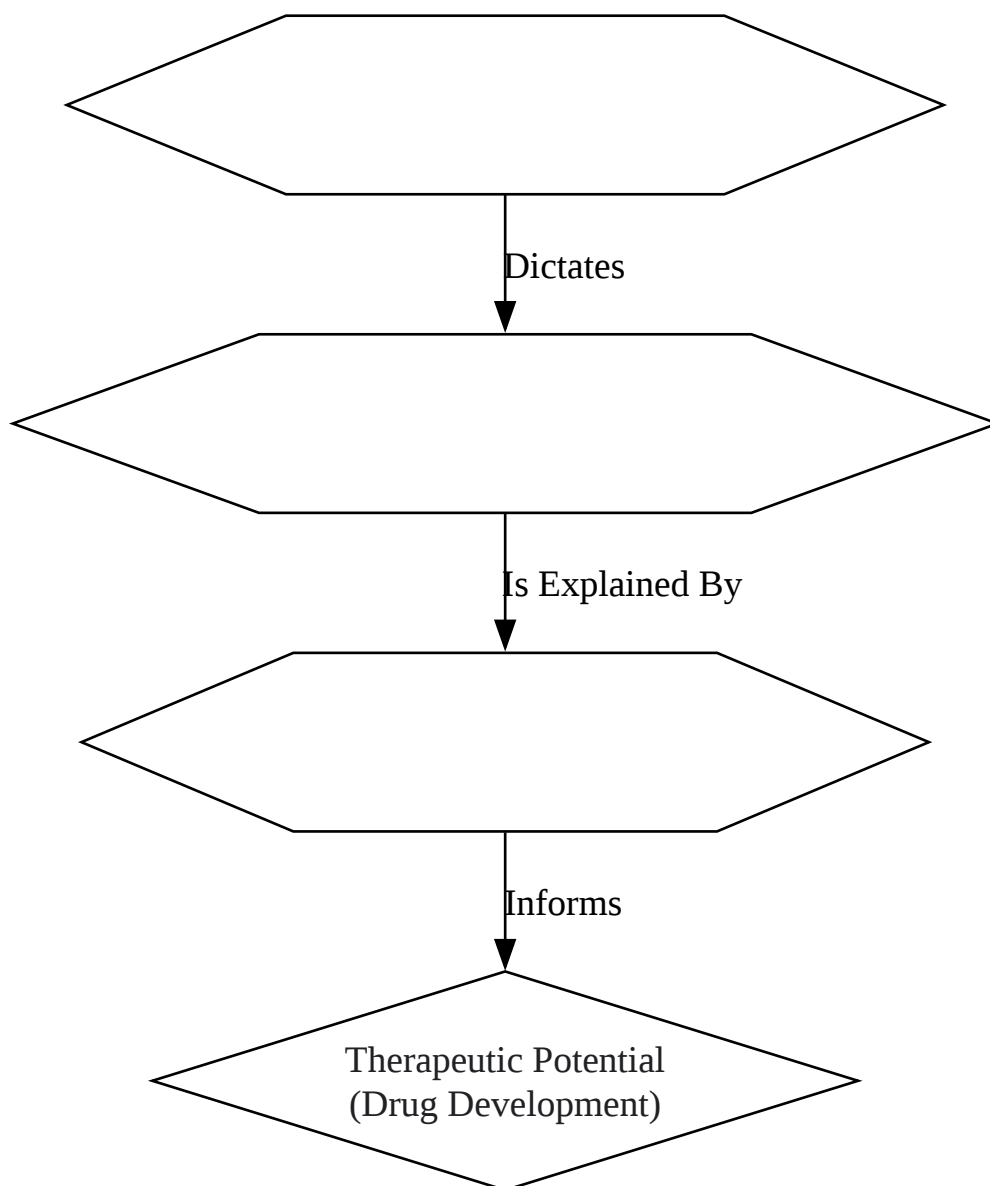 Dictates
Is Explained By
Informs
Therapeutic Potential
(Drug Development)